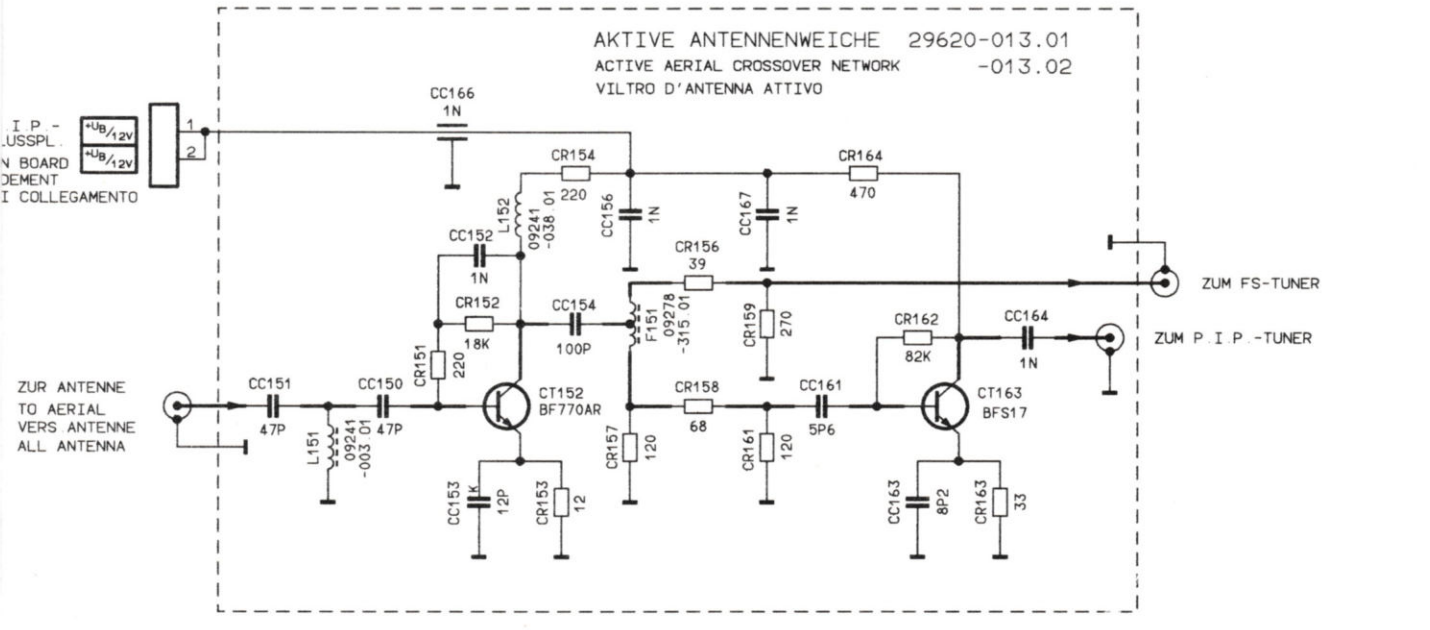 AKTIVE ANTENNENWEICHE 29620-013.01
ACTIVE AERIAL CROSSOVER NETWORK -013.02
VILTRO D'ANTENNA ATTIVO
.I.P.-
N BOARD
I COLLEGAMENTO
+UB/12V
+UB/12V
1
2
CC166
1N
CR154
220
CR164
470
L152
09241
-038.01
CC156
1N
CC167
1N
CC152
1N
CR156
39
ZUM FS-TUNER
CR152
18K
CC154
100P
F151
09278
-315.01
CR159
270
CR162
82K
CC164
1N
ZUM P.I.P.-TUNER
CR151
220
ZUR ANTENNE
TO AERIAL
VERS ANTENNE
ALL ANTENNA
CC151
47P
CC150
47P
L151
09241
-003.01
CT152
BF770AR
CR158
68
CC161
5P6
CT163
BFS17
CR157
120
CR161
120
CC153
K
12P
CR153
12
CC163
8P2
CR163
33